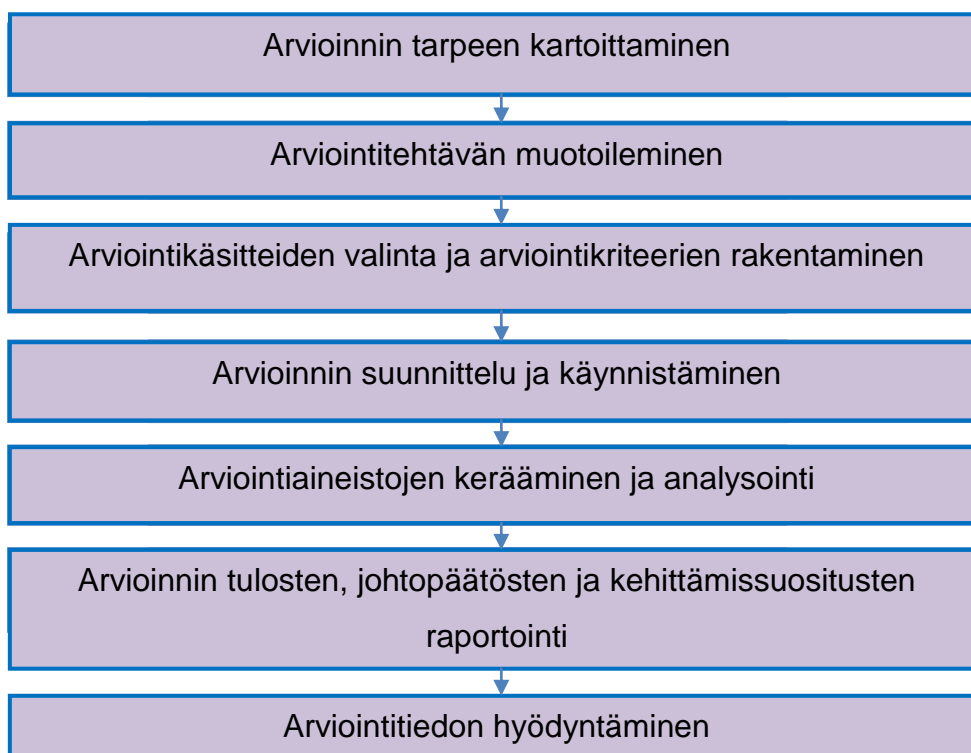 Arvioinnin tarpeen kartoittaminen
Arviointitehtävän muotoileminen
Arviointikäsitteiden valinta ja arviointikriteerien rakentaminen
Arvioinnin suunnittelu ja käynnistäminen
Arviointiaineistojen kerääminen ja analysointi
Arvioinnin tulosten, johtopäätösten ja kehittämissuositusten
raportointi
Arviointitiedon hyödyntäminen